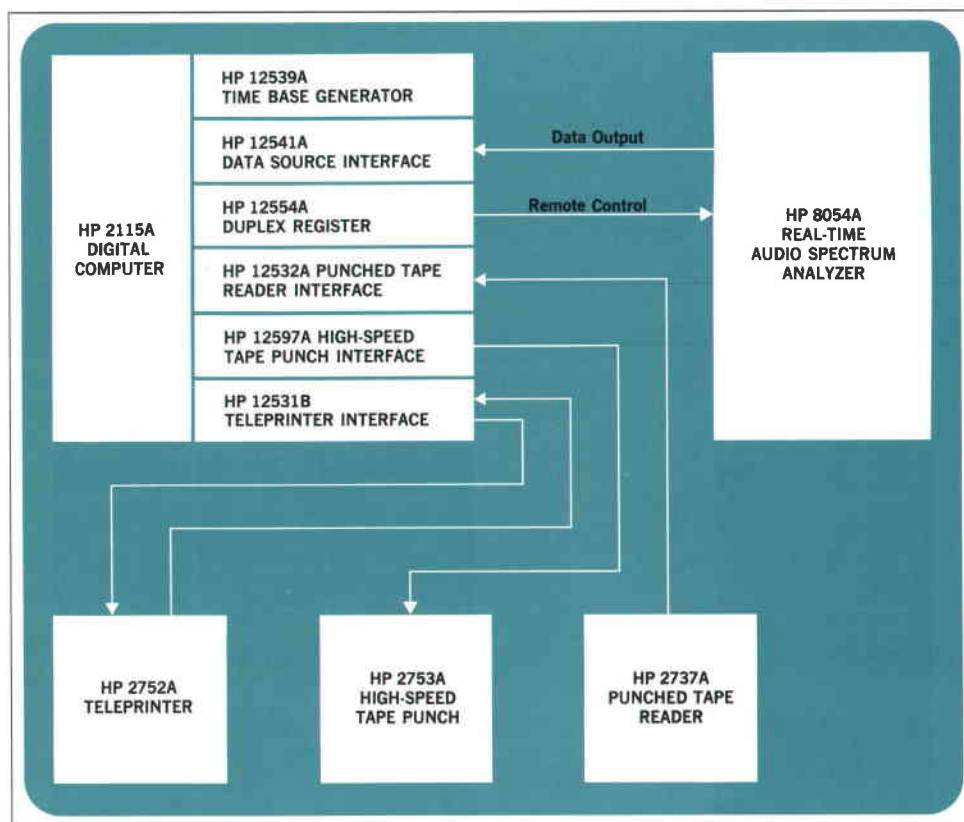 HP 2115A
DIGITAL
COMPUTER
HP 12539A
TIME BASE GENERATOR
HP 12541A
DATA SOURCE INTERFACE
HP 12554A
DUPLEX REGISTER
HP 12532A PUNCHED TAPE
READER INTERFACE
HP 12597A HIGH-SPEED
TAPE PUNCH INTERFACE
HP 12531B
TELEPRINTER INTERFACE
Data Output
Remote Control
HP 8054A
REAL-TIME
AUDIO SPECTRUM
ANALYZER
HP 2752A
TELEPRINTER
HP 2753A
HIGH-SPEED
TAPE PUNCH
HP 2737A
PUNCHED TAPE
READER